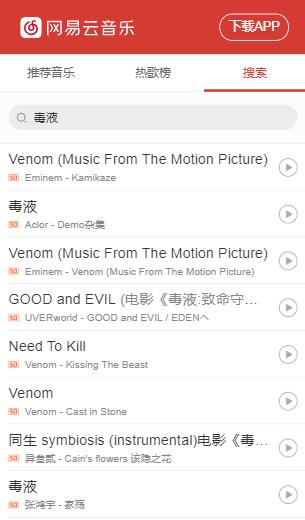 网易云音乐
下载APP
推荐音乐 热歌榜 搜索
毒液
Venom (Music From The Motion Picture)
SQ Eminem - Kamikaze
毒液
SQ Aclor - Demo杂集
Venom (Music From The Motion Picture)
SQ Eminem - Venom (Music From The Motion Picture)
GOOD and EVIL (电影《毒液:致命守…
SQ UVERworld - GOOD and EVIL / EDENへ
Need To Kill
SQ Venom - Kissing The Beast
Venom
SQ Venom - Cast in Stone
同生 symbiosis (instrumental)电影《毒…
SQ 异叁贰 - Cain's flowers 该隐之花
毒液
SQ 张鸿宇 - 家殇